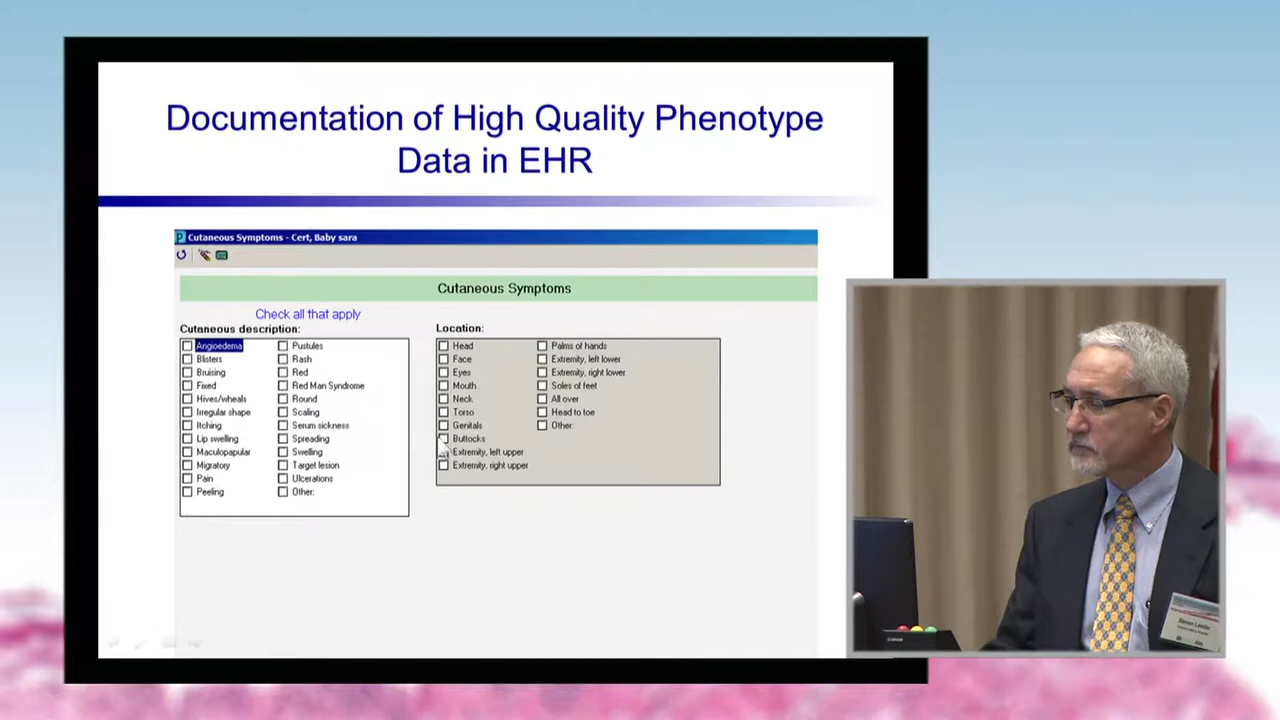 Documentation of High Quality Phenotype
Data in EHR
Cutaneous Symptoms - Cert, Baby sara
Cutaneous Symptoms
Check all that apply
Cutaneous description:
Angioedema
Blisters
Bruising
Fixed
Hives/wheals
Irregular shape
Itching
Lip swelling
Maculopapular
Migratory
Pain
Peeling
Pustules
Rash
Red
Red Man Syndrome
Round
Scaling
Serum sickness
Spreading
Swelling
Target lesion
Ulcerations
Other:
Location:
Head
Face
Eyes
Mouth
Neck
Torso
Genitals
Buttocks
Extremity, left upper
Extremity, right upper
Palms of hands
Extremity, left lower
Extremity, right lower
Soles of feet
All over
Head to toe
Other: